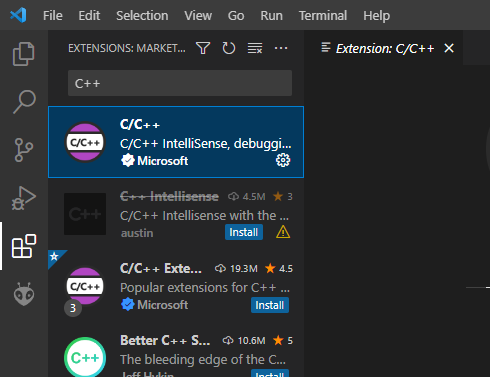 File Edit Selection View Go Run Terminal Help
EXTENSIONS: MARKET...
Extension: C/C++
C++
C/C++
C/C++
C/C++ IntelliSense, debuggi...
Microsoft
C++ Intellisense 4.5M 3
C/C++ Intellisense with the ...
austin Install
C/C++
C/C++ Exte... 19.3M 4.5
Popular extensions for C++ ...
3
Microsoft Install
C++
Better C++ S... 10.6M 5
The bleeding edge of the C...
Jeff Hykin Install